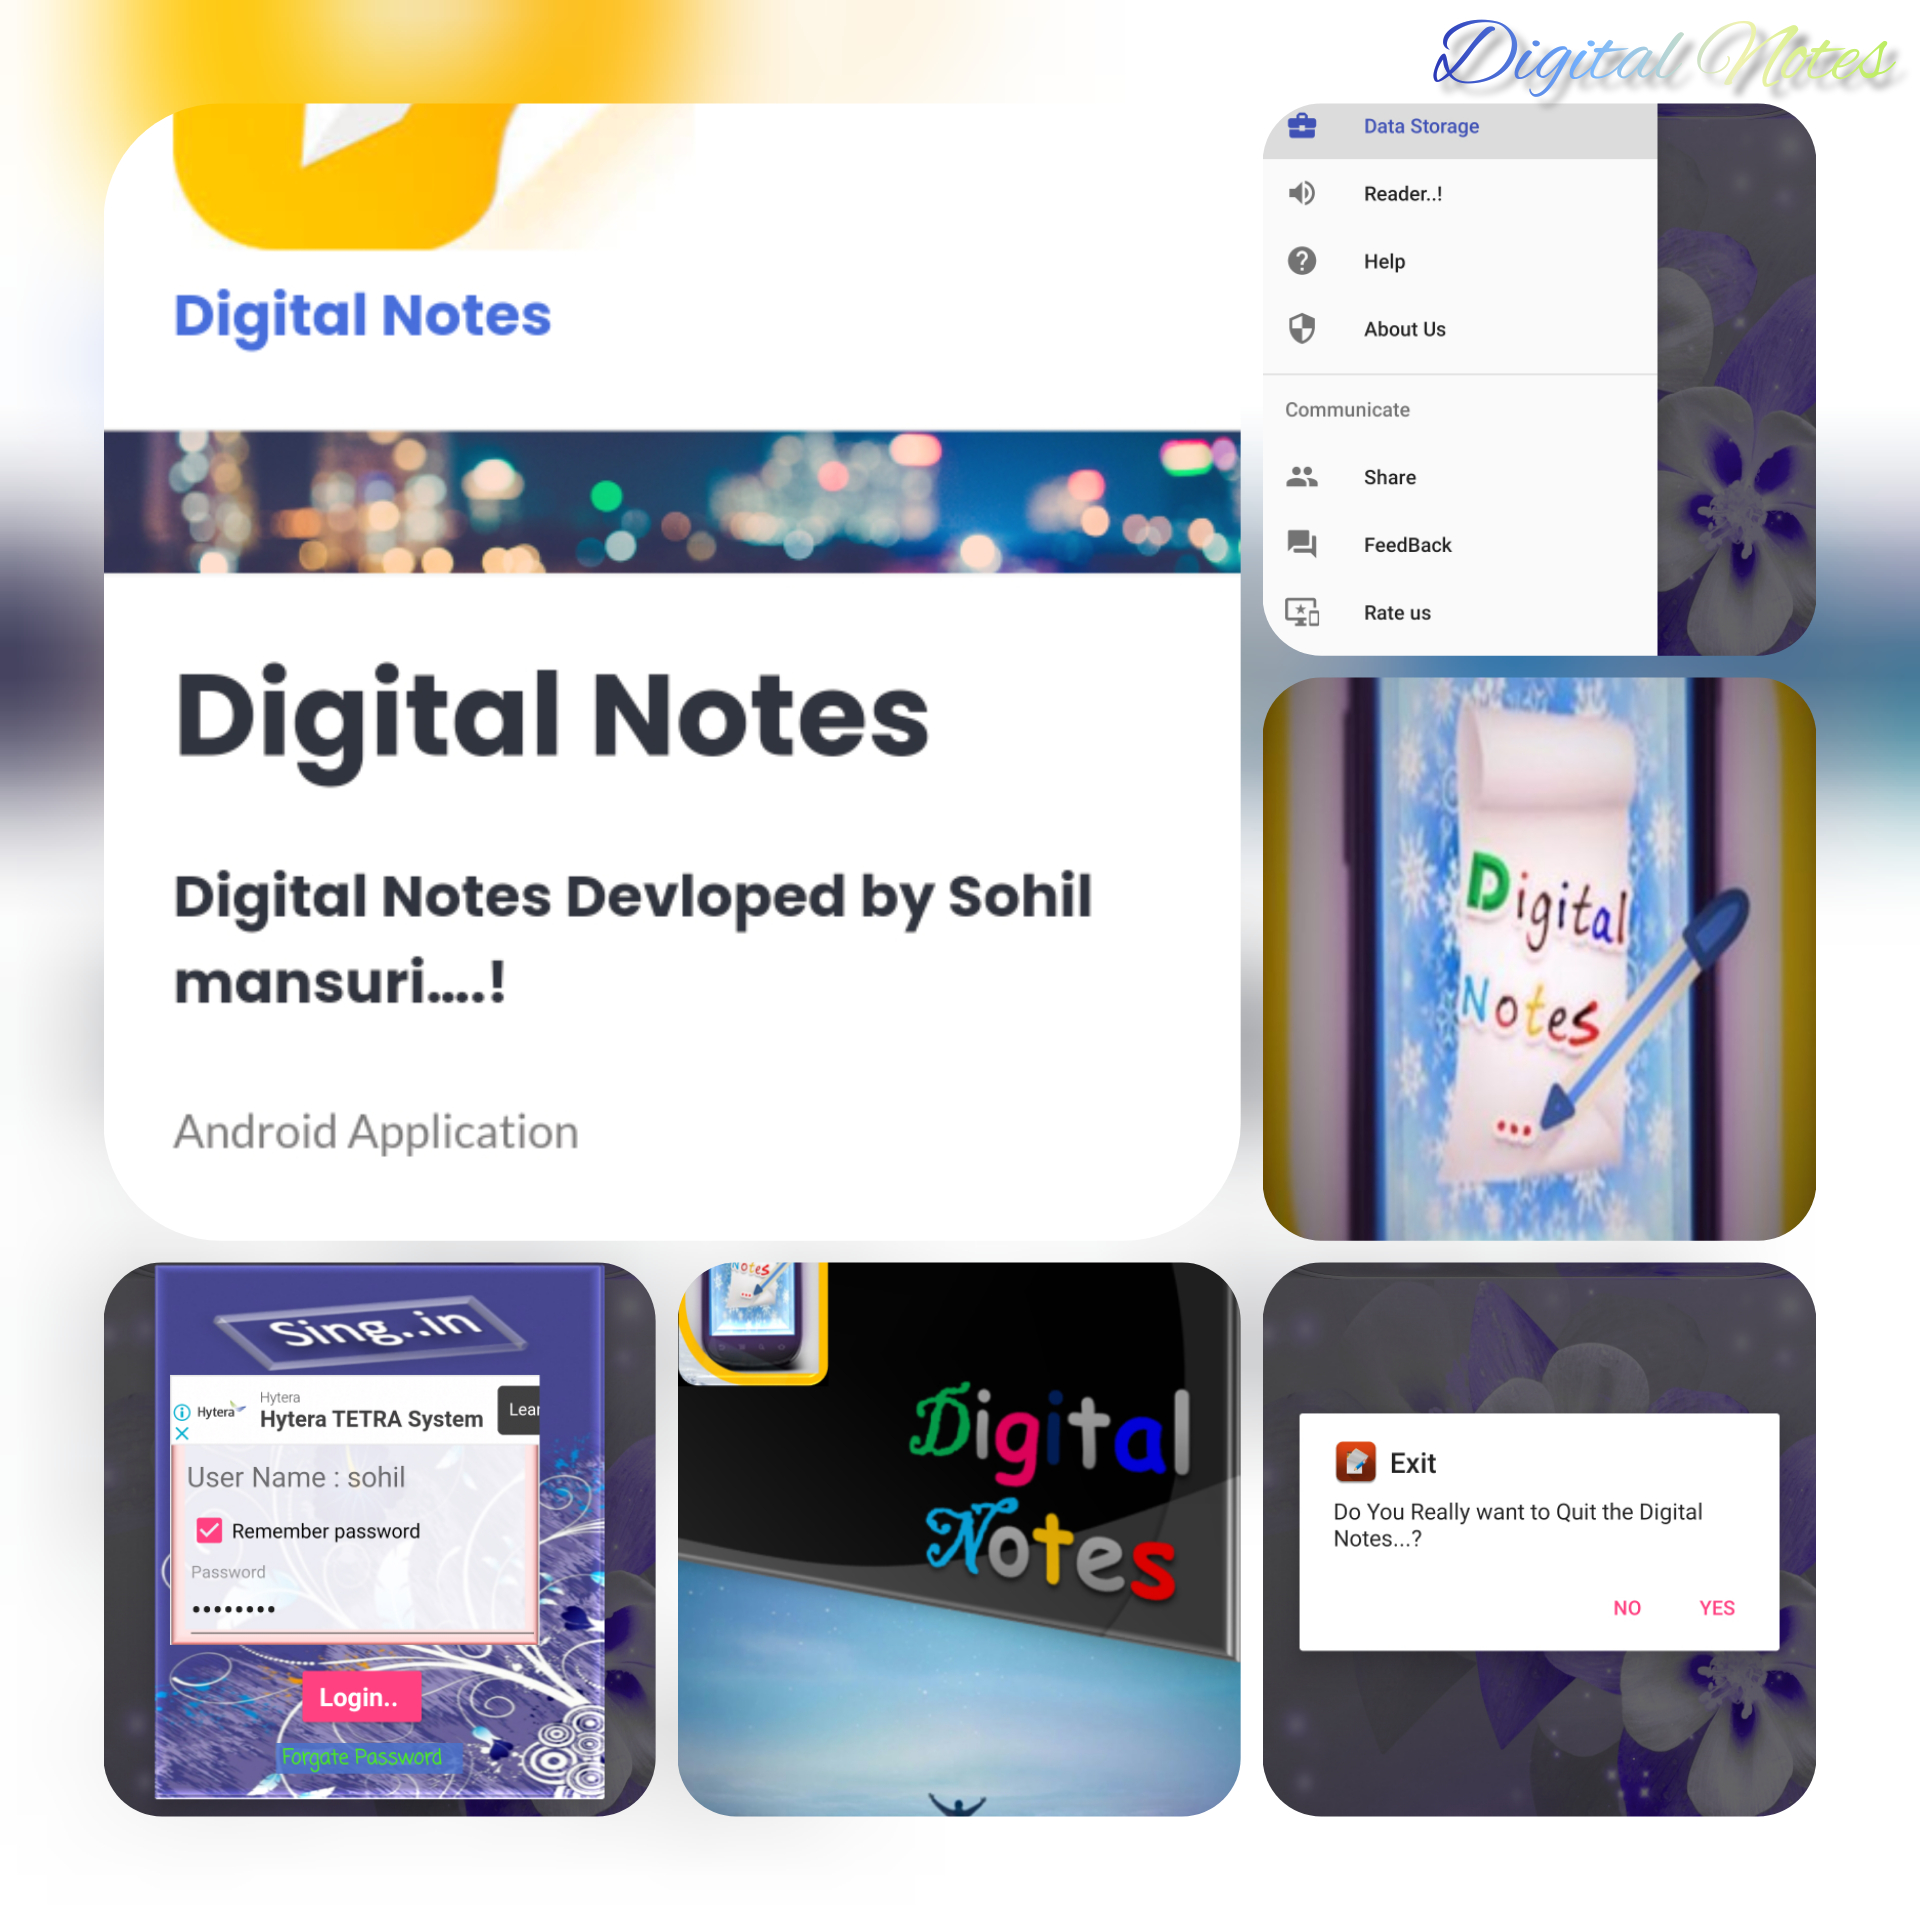 Digital Notes
Digital Notes
Digital Notes
Digital Notes Devloped by Sohil
mansuri....!
Android Application
Data Storage
Reader..!
Help
About Us
Communicate
Share
FeedBack
Rate us
Digital
Notes
...
Sing..in
Hytera
Hytera
Hytera TETRA System
Lear
User Name : sohil
Remember password
Password
••••••••
Login..
Forgate Password
Notes
...
Digital
Notes
Exit
Do You Really want to Quit the Digital
Notes...?
NO
YES